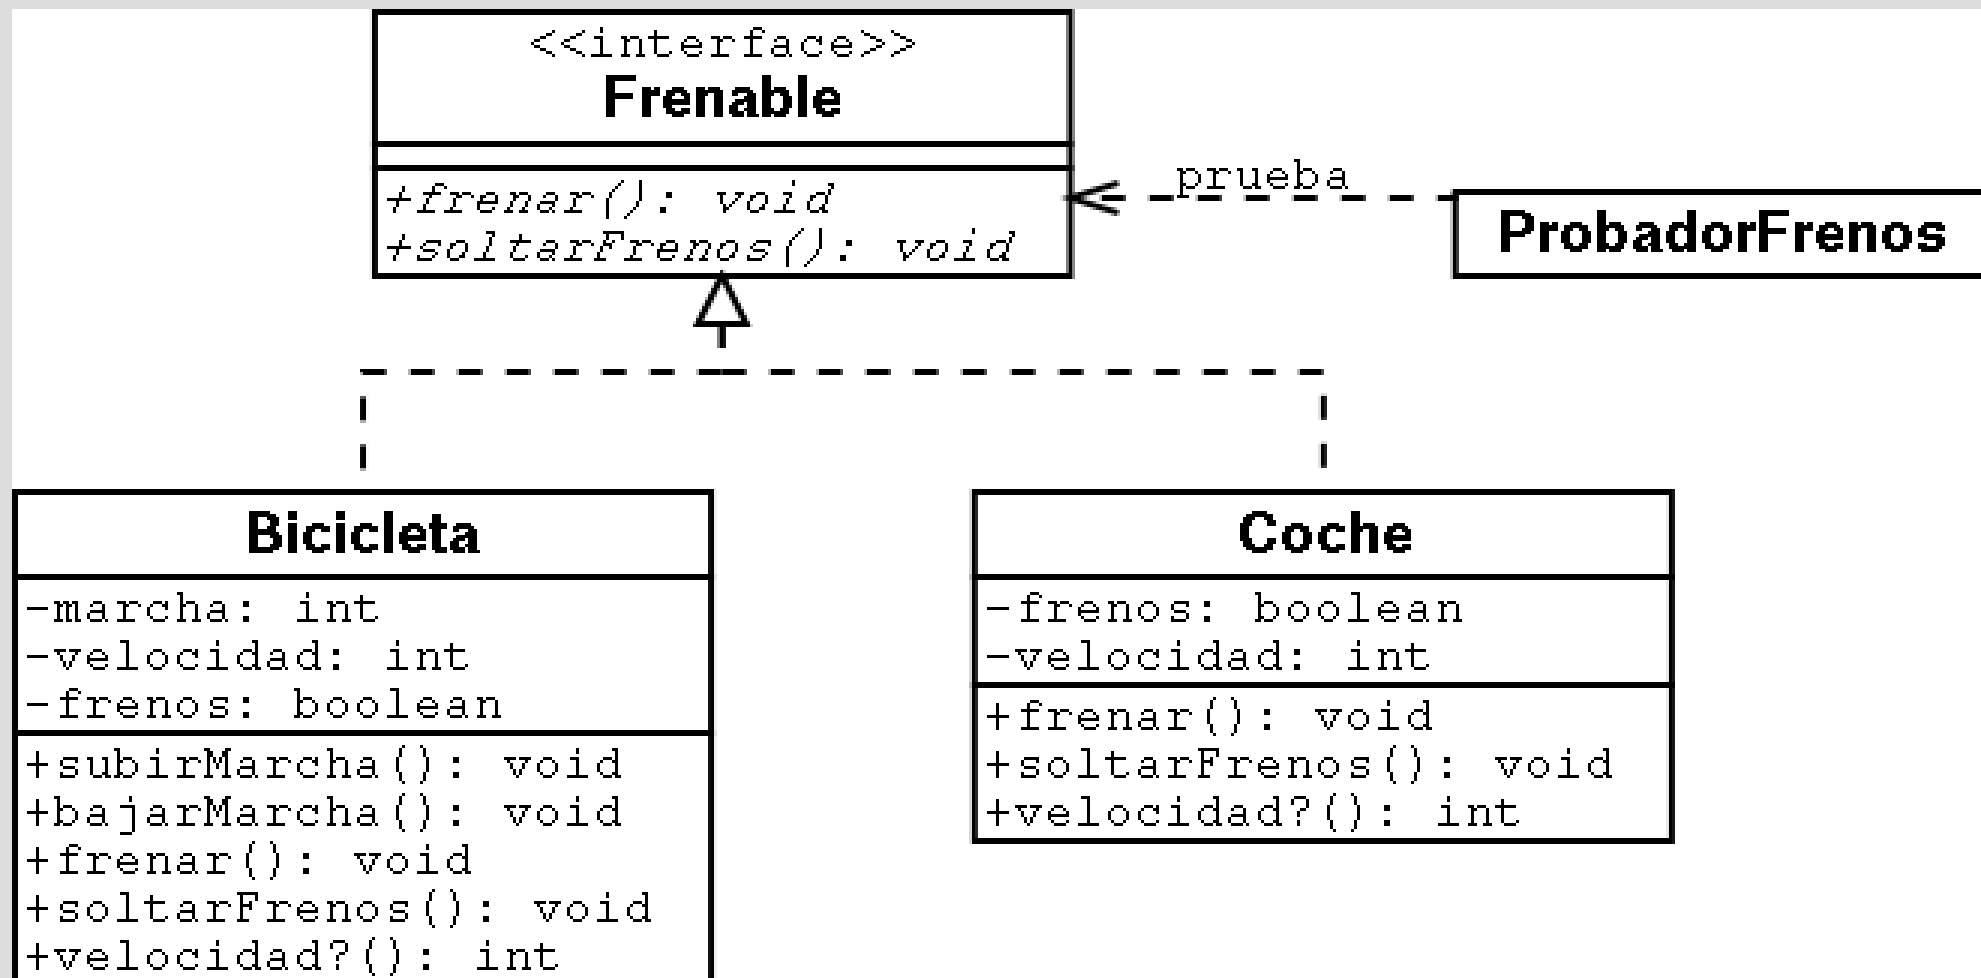 <<interface>>
Frenable
+frenar(): void
+soltarFrenos(): void
prueba
ProbadorFrenos
Bicicleta
-marcha: int
-velocidad: int
-frenos: boolean
+subirMarcha(): void
+bajarMarcha(): void
+frenar(): void
+soltarFrenos(): void
+velocidad?(): int
Coche
-frenos: boolean
-velocidad: int
+frenar(): void
+soltarFrenos(): void
+velocidad?(): int